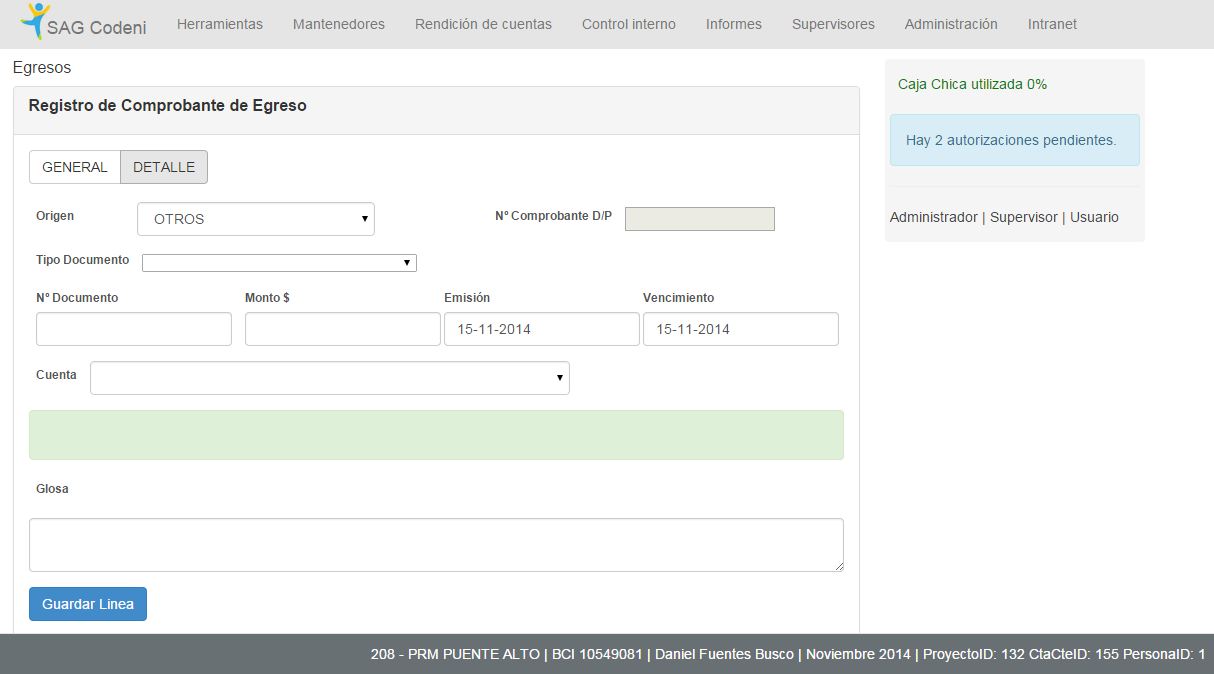 SAG Codeni Herramientas Mantenedores Rendición de cuentas Control interno Informes Supervisores Administración Intranet
Egresos
Registro de Comprobante de Egreso
GENERAL DETALLE
Origen OTROS Nº Comprobante D/P
Tipo Documento
Nº Documento Monto $ Emisión Vencimiento
15-11-2014 15-11-2014
Cuenta
Glosa
Guardar Linea
Caja Chica utilizada 0%
Hay 2 autorizaciones pendientes.
Administrador | Supervisor | Usuario
208 - PRM PUENTE ALTO | BCI 10549081 | Daniel Fuentes Busco | Noviembre 2014 | ProyectoID: 132 CtaCteID: 155 PersonaID: 1